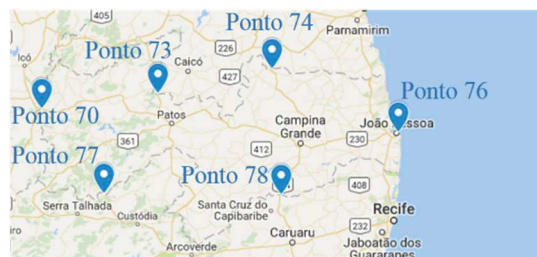 405
Parnamirim
Ponto 74
226
Icó
Ponto 73
Caicó
427
Ponto 76
Ponto 70
Patos
Campina
Grande
João Pessoa
230
361
412
Ponto 77
Ponto 78
408
Serra Talhada
Santa Cruz do
Capibaribe
Recife
Custódia
232
iro
Caruaru
Jaboatão dos
Guararapes
Arcoverde